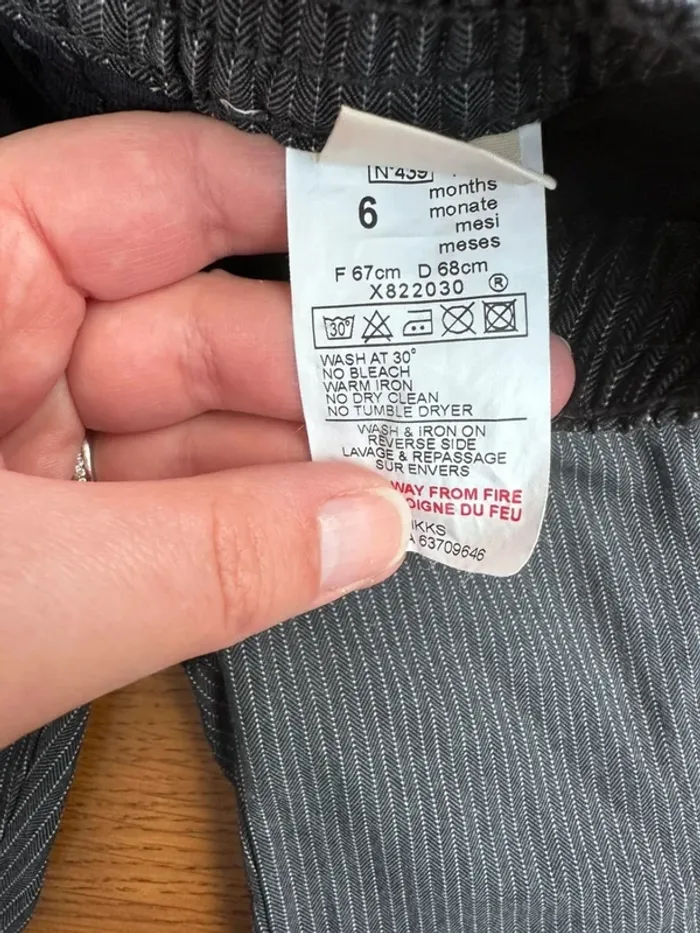 N°439
months
6 monate
mesi
meses
F 67cm D 68cm
X822030 ®
30°
WASH AT 30°
NO BLEACH
WARM IRON
NO DRY CLEAN
NO TUMBLE DRYER
WASH & IRON ON
REVERSE SIDE
LAVAGE & REPASSAGE
SUR ENVERS
WAY FROM FIRE
OIGNE DU FEU
IKKS
A 63709646